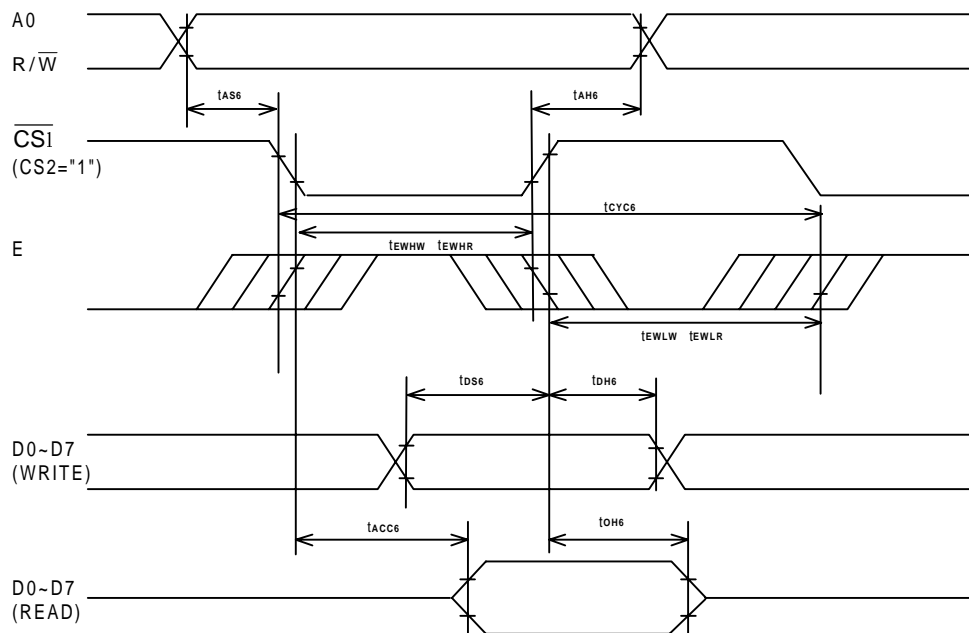 A0
R/W̅
tAS6 tAH6
C̅S̅1̅
(CS2="1")
tCYC6
tEWHW tEWHR
E
tEWLW tEWLR
tDS6 tDH6
D0~D7
(WRITE)
tACC6 tOH6
D0~D7
(READ)